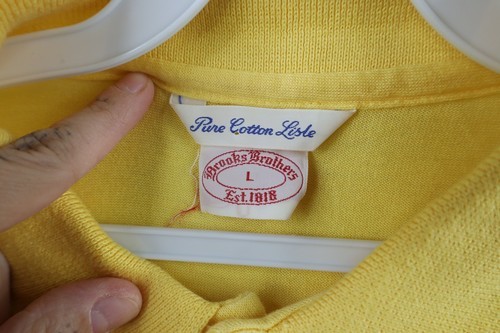 Pure Cotton Lisle
Brooks Brothers
L
Est. 1818